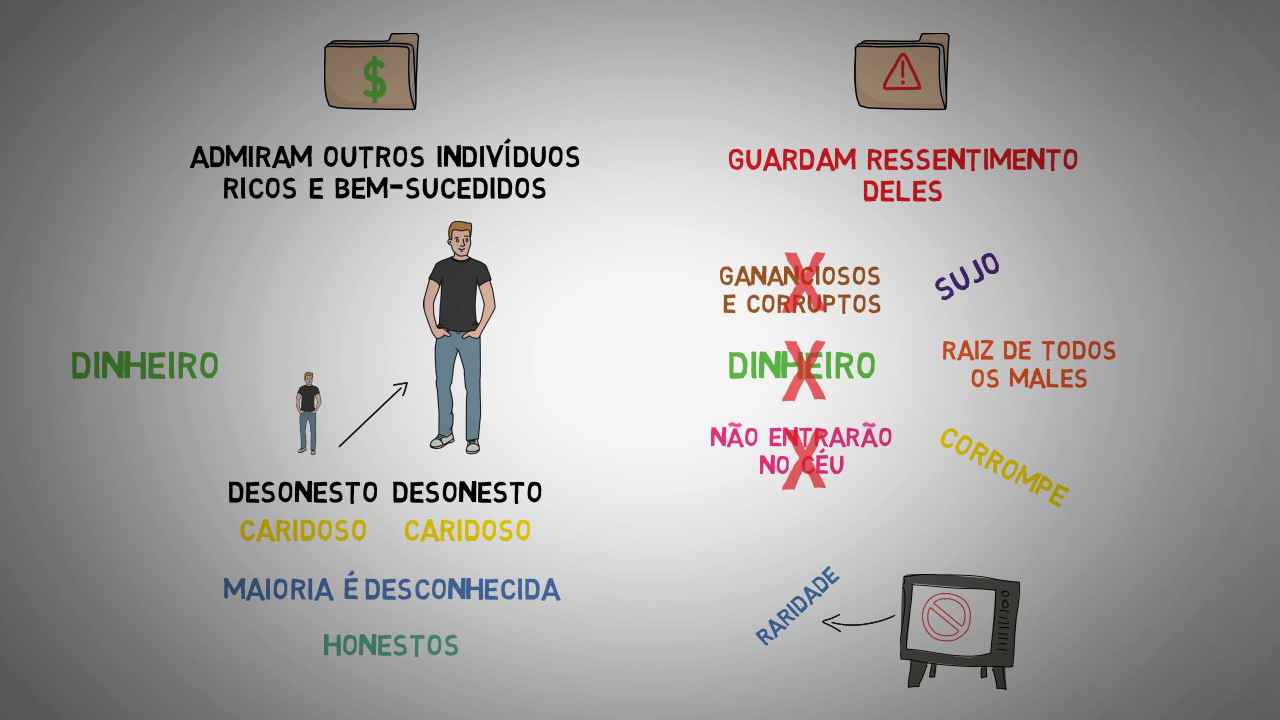 $
ADMIRAM OUTROS INDIVÍDUOS
RICOS E BEM-SUCEDIDOS
DINHEIRO
DESONESTO DESONESTO
CARIDOSO CARIDOSO
MAIORIA É DESCONHECIDA
HONESTOS
!
GUARDAM RESSENTIMENTO
DELES
GANANCIOSOS
E CORRUPTOS
X
SUJO
DINHEIRO
X
RAIZ DE TODOS
OS MALES
NÃO ENTRARÃO
NO CÉU
X
CORROMPE
RARIDADE